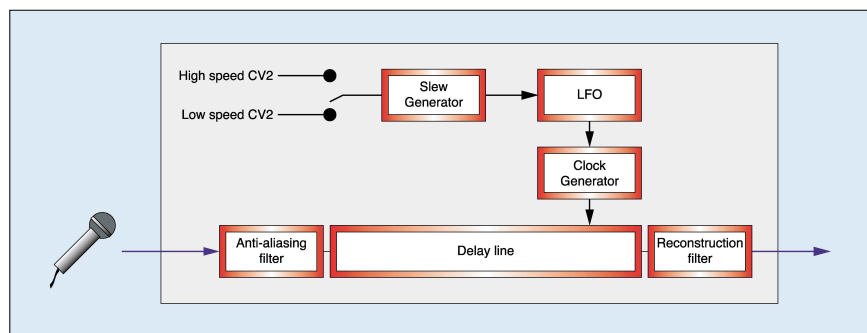 High speed CV2
Low speed CV2
Slew
Generator
LFO
Clock
Generator
Anti-aliasing
filter
Delay line
Reconstruction
filter